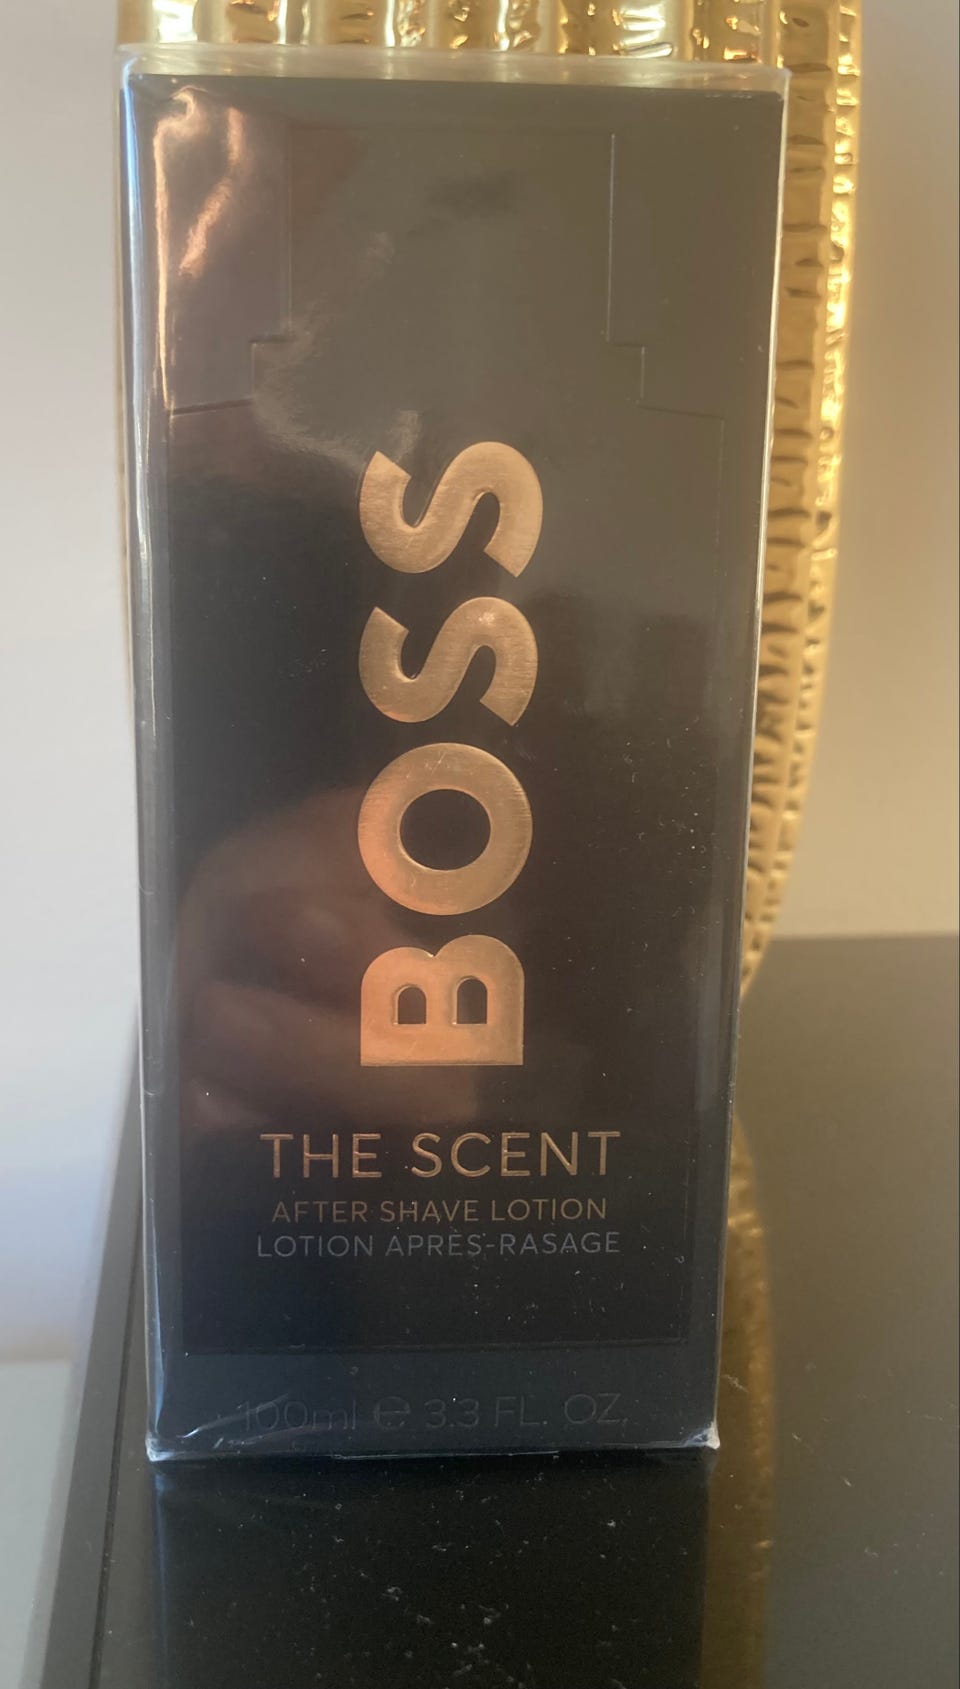 BOSS
THE SCENT
AFTER SHAVE LOTION
LOTION APRÈS-RASAGE
100ml ℮ 3.3 FL. OZ.